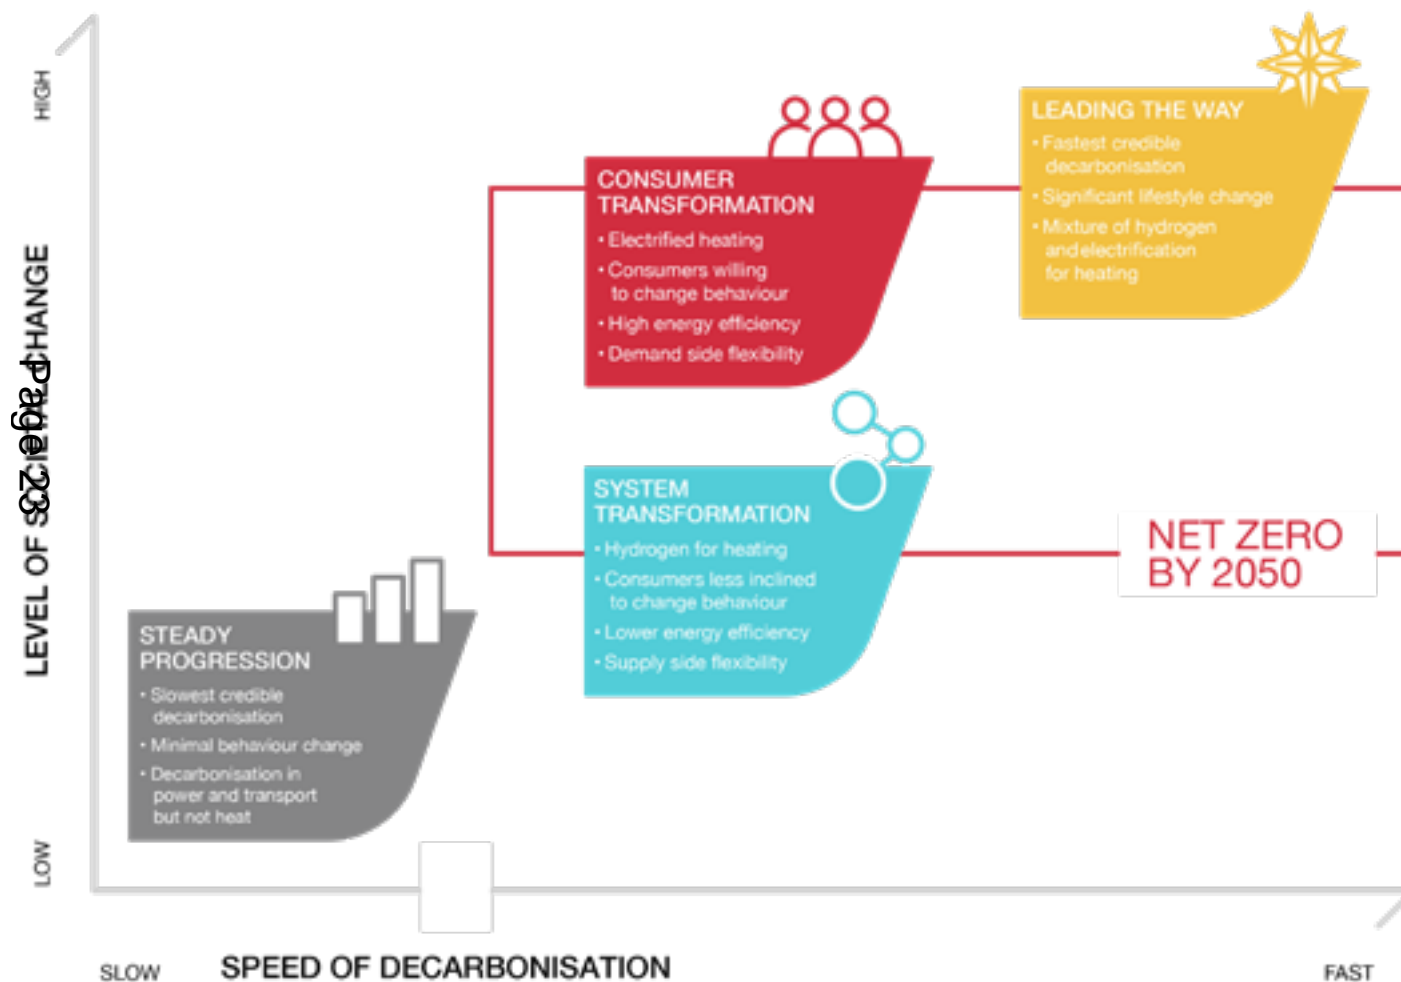 HIGH
LEADING THE WAY
• Fastest credible
decarbonisation
• Significant lifestyle change
• Mixture of hydrogen
andelectrification
for heating
CONSUMER
TRANSFORMATION
• Electrified heating
• Consumers willing
to change behaviour
• High energy efficiency
• Demand side flexibility
LEVEL OF SOCIETAL CHANGE
Page 23
SYSTEM
TRANSFORMATION
• Hydrogen for heating
• Consumers less inclined
to change behaviour
• Lower energy efficiency
• Supply side flexibility
NET ZERO
BY 2050
STEADY
PROGRESSION
• Slowest credible
decarbonisation
• Minimal behaviour change
• Decarbonisation in
power and transport
but not heat
LOW
SLOW
SPEED OF DECARBONISATION
FAST